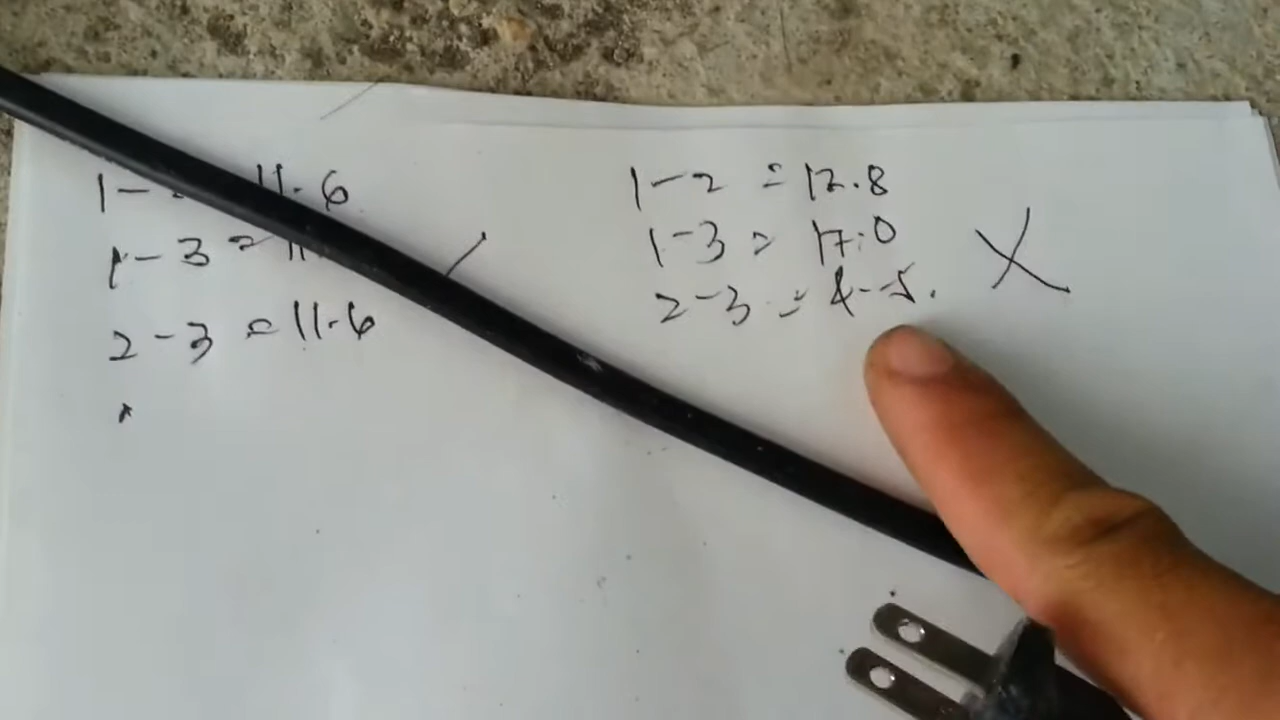 1-   11.6
1-3 = 11
2-3 = 11.6
1-2 = 12.8
1-3 = 17.0
2-3 = 4-5.
X